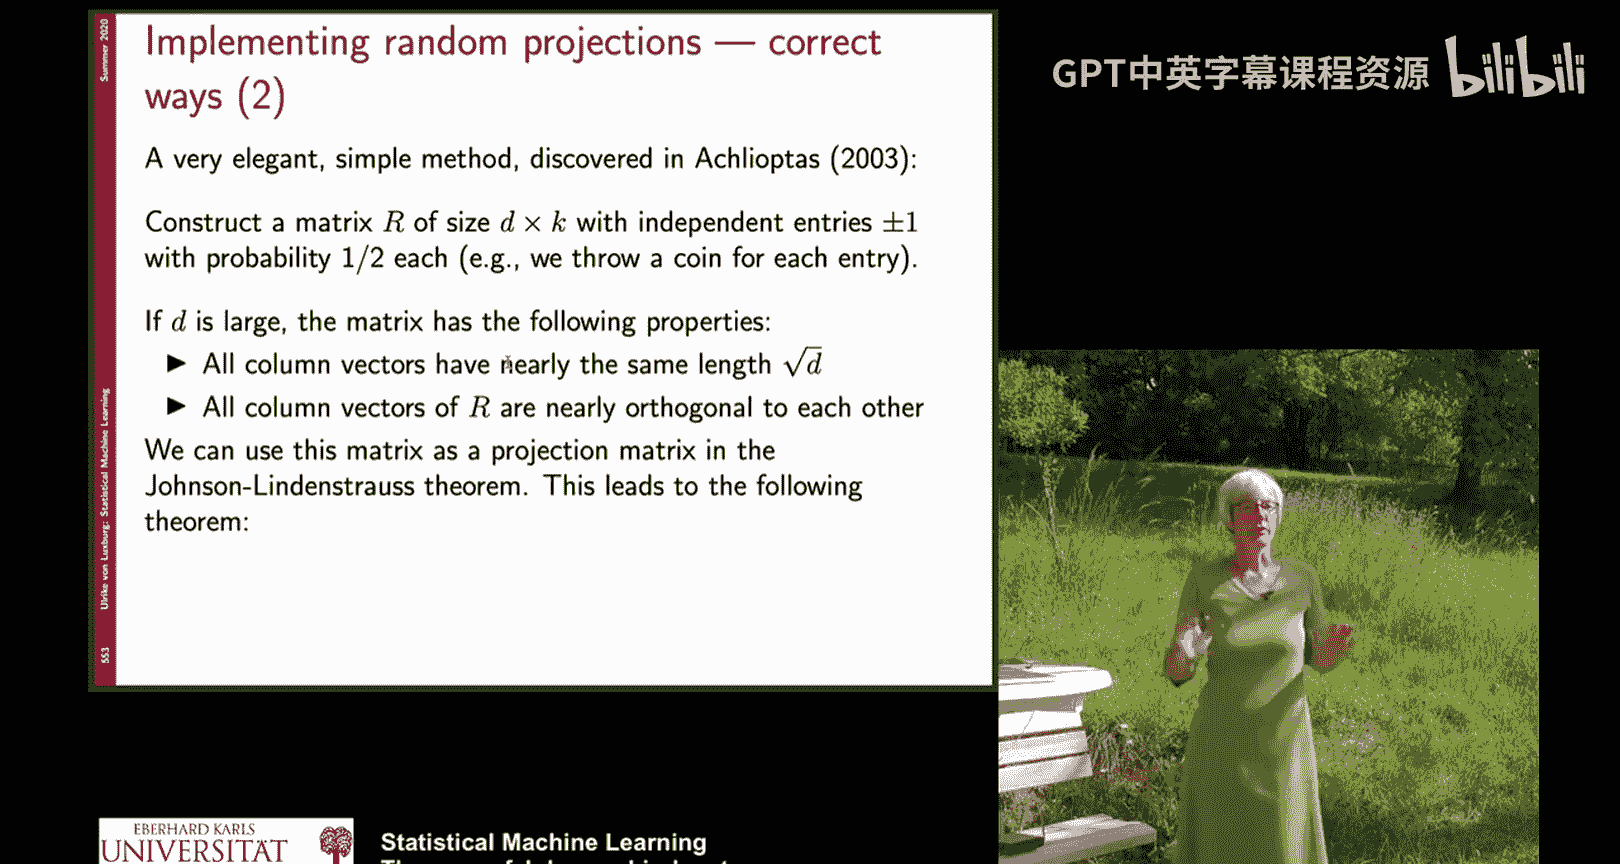 Summer 2020
Implementing random projections — correct
ways (2)
A very elegant, simple method, discovered in Achlioptas (2003):
Construct a matrix R of size d × k with independent entries ±1
with probability 1/2 each (e.g., we throw a coin for each entry).
If d is large, the matrix has the following properties:
► All column vectors have nearly the same length √d
► All column vectors of R are nearly orthogonal to each other
We can use this matrix as a projection matrix in the
Johnson-Lindenstrauss theorem. This leads to the following
theorem:
Ulrike von Luxburg: Statistical Machine Learning
553
GPT中英字幕课程资源
bilibili
EBERHARD KARLS
UNIVERSITÄT
Statistical Machine Learning